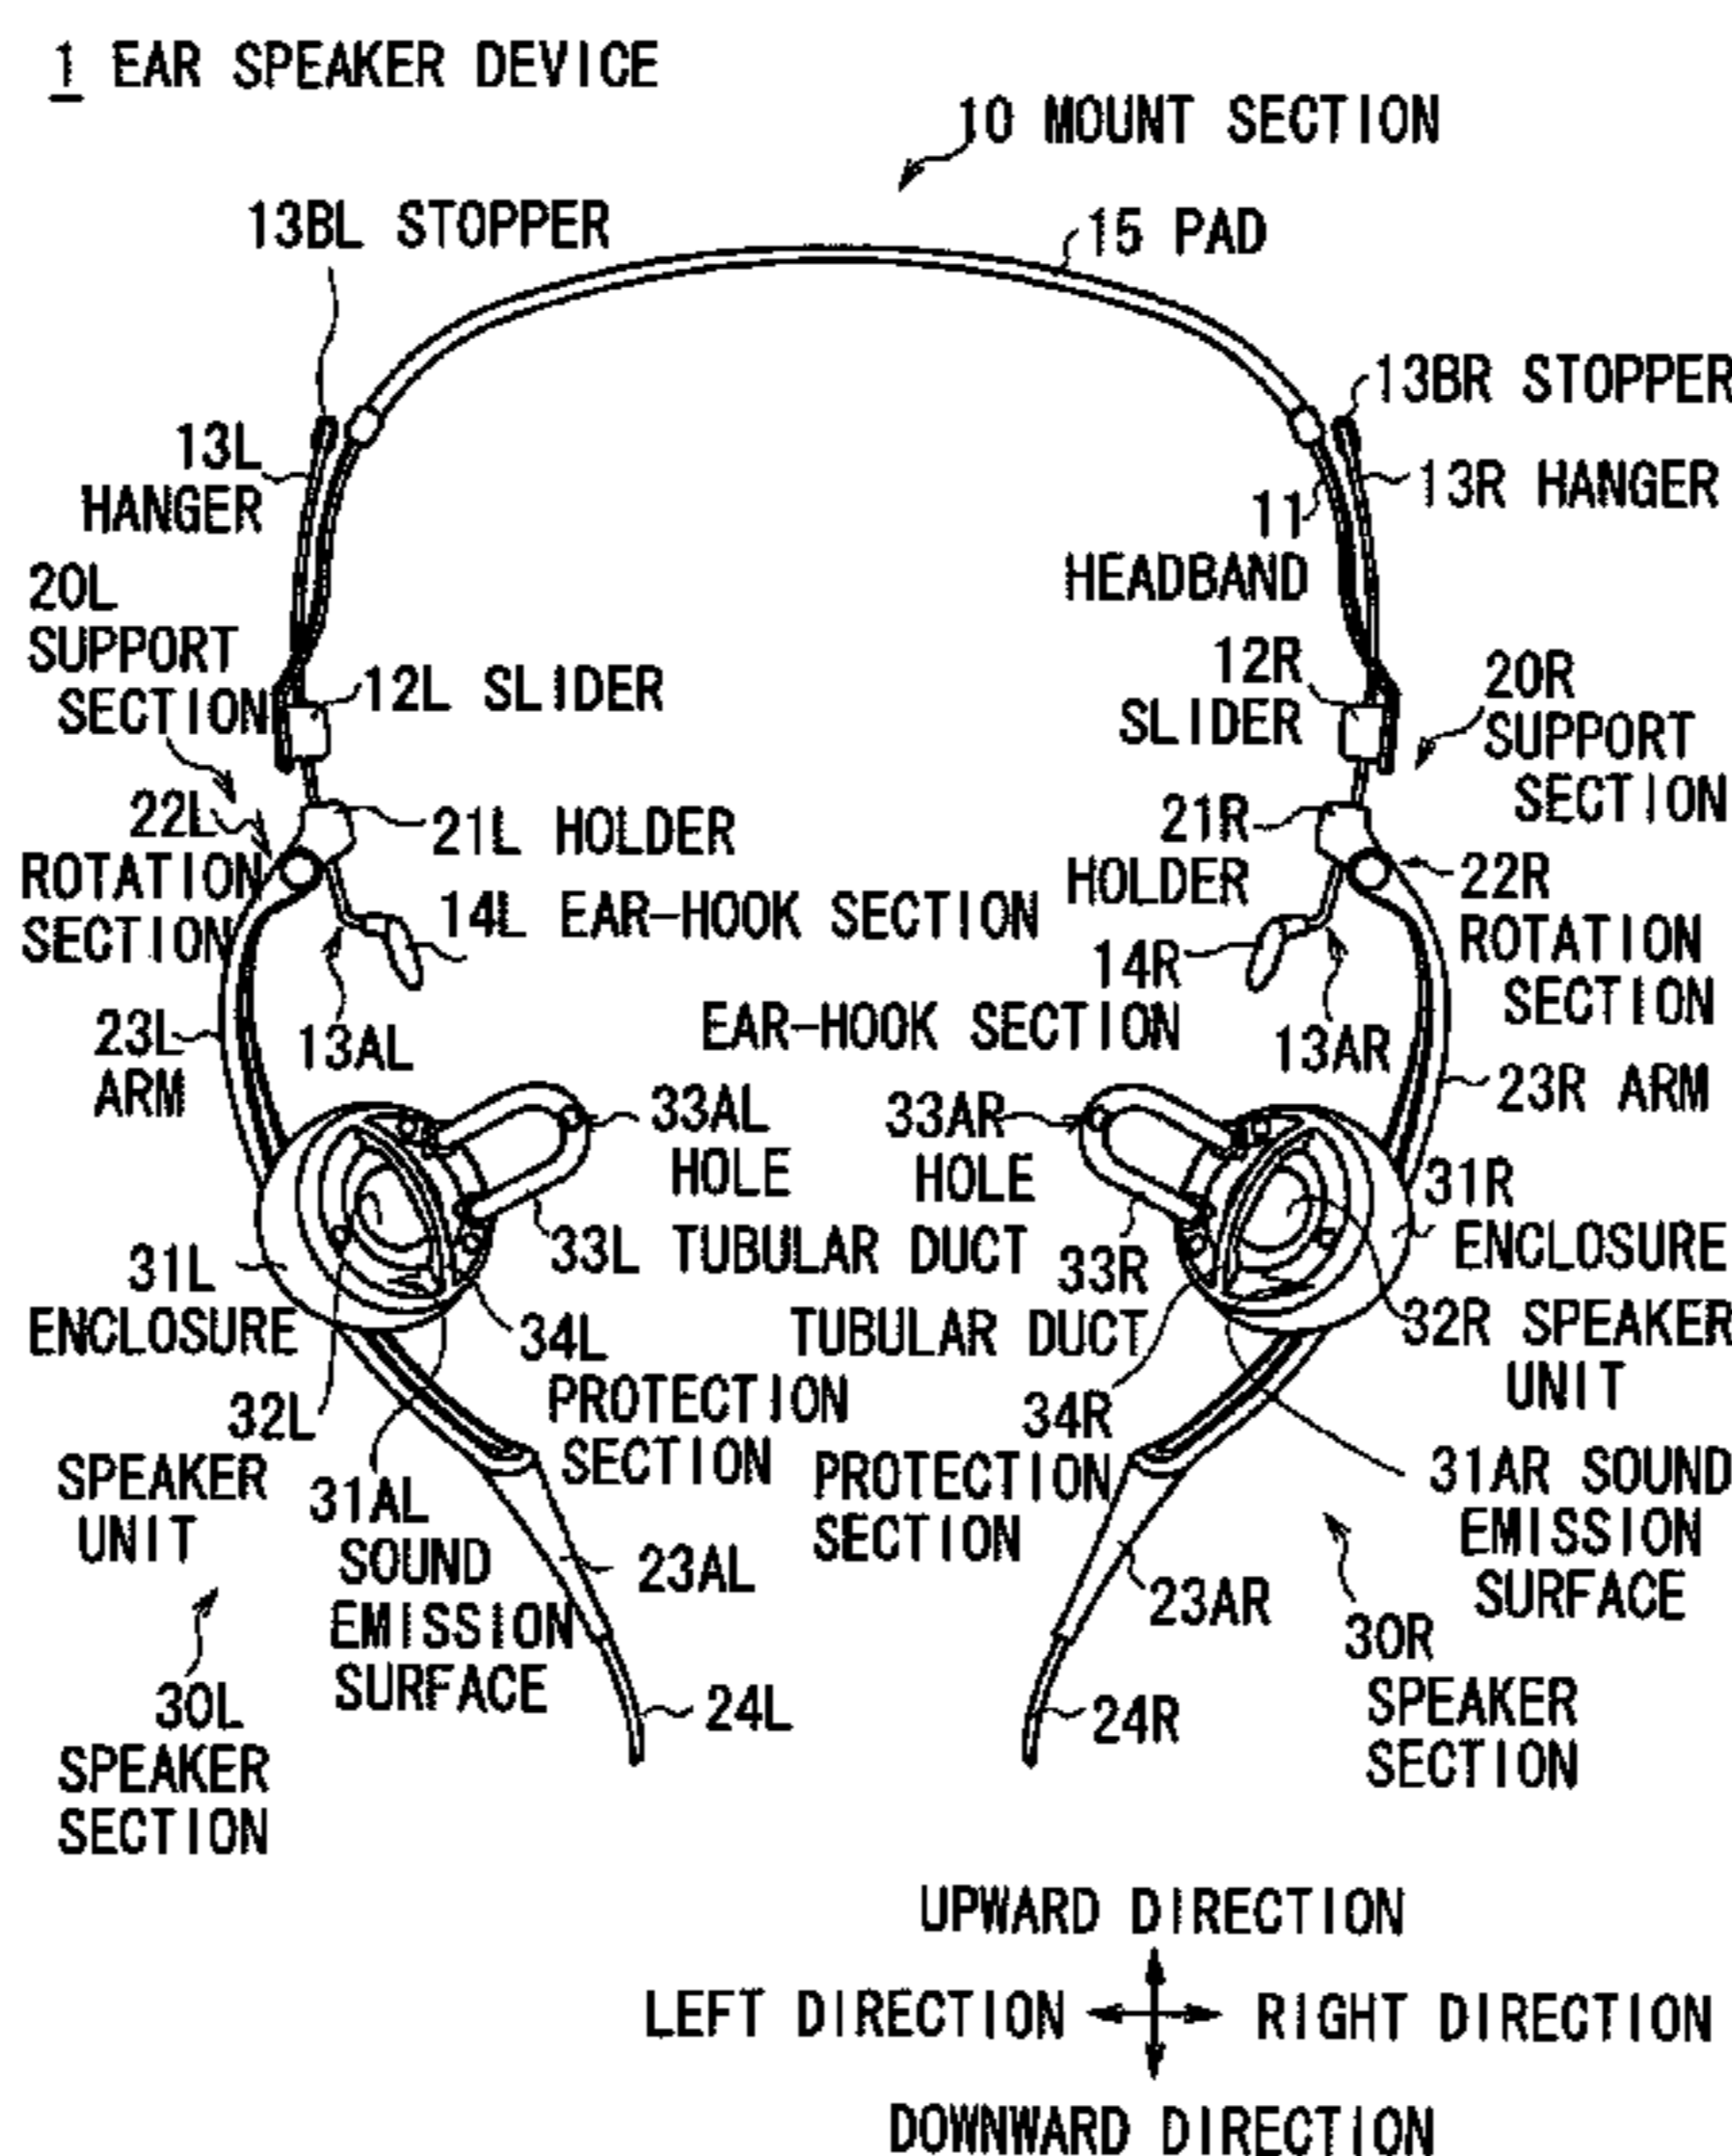 1 EAR SPEAKER DEVICE
10 MOUNT SECTION
13BL STOPPER
15 PAD
13BR STOPPER
13L
HANGER
13R HANGER
11
HEADBAND
20L
SUPPORT
SECTION
12L SLIDER
12R
SLIDER
20R
SUPPORT
SECTION
22L
ROTATION
SECTION
21L HOLDER
21R
HOLDER
22R
ROTATION
SECTION
14L EAR-HOOK SECTION
14R
EAR-HOOK SECTION
23L
ARM
13AL
13AR
23R ARM
33AL
HOLE
33AR
HOLE
31R
ENCLOSURE
33L TUBULAR DUCT
33R
TUBULAR DUCT
31L
ENCLOSURE
34L
PROTECTION
SECTION
32R SPEAKER
UNIT
32L
SPEAKER
UNIT
34R
PROTECTION
SECTION
31AL
SOUND
EMISSION
SURFACE
31AR SOUND
EMISSION
SURFACE
23AL
23AR
30L
SPEAKER
SECTION
30R
SPEAKER
SECTION
24L
24R
UPWARD DIRECTION
LEFT DIRECTION
RIGHT DIRECTION
DOWNWARD DIRECTION